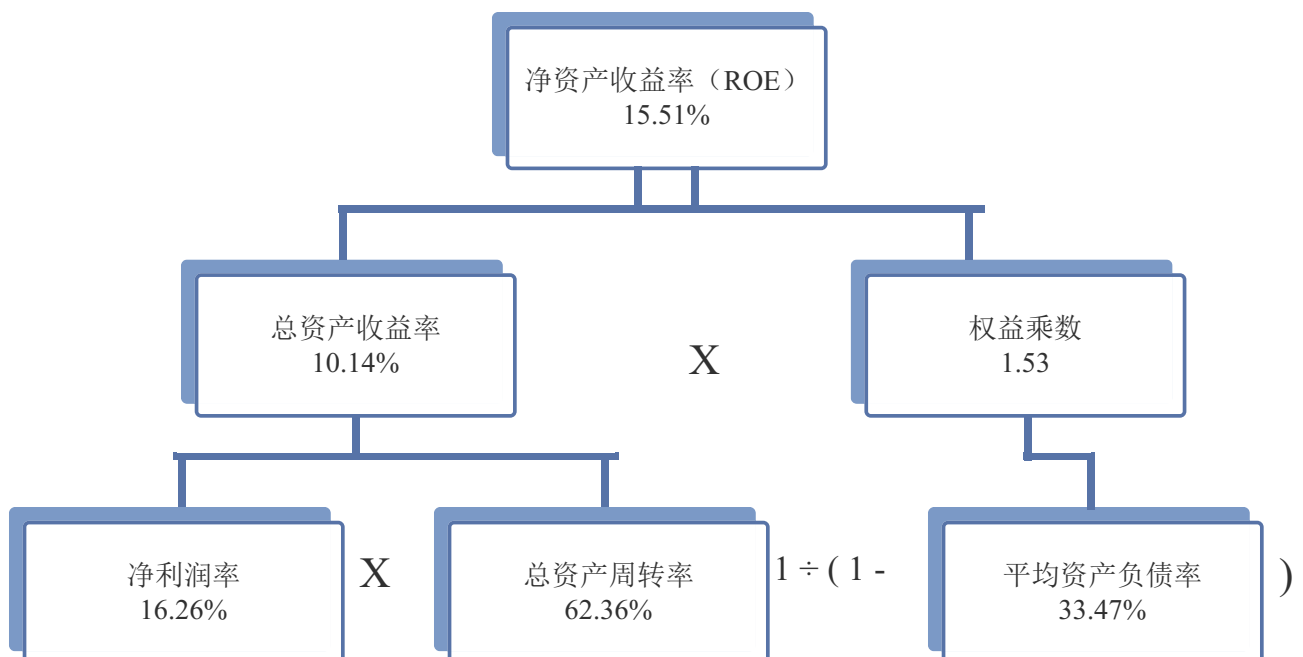 净资产收益率（ROE）
15.51%
总资产收益率
10.14%
X
权益乘数
1.53
净利润率
16.26%
X
总资产周转率
62.36%
1 ÷ ( 1 -
平均资产负债率
33.47%
)